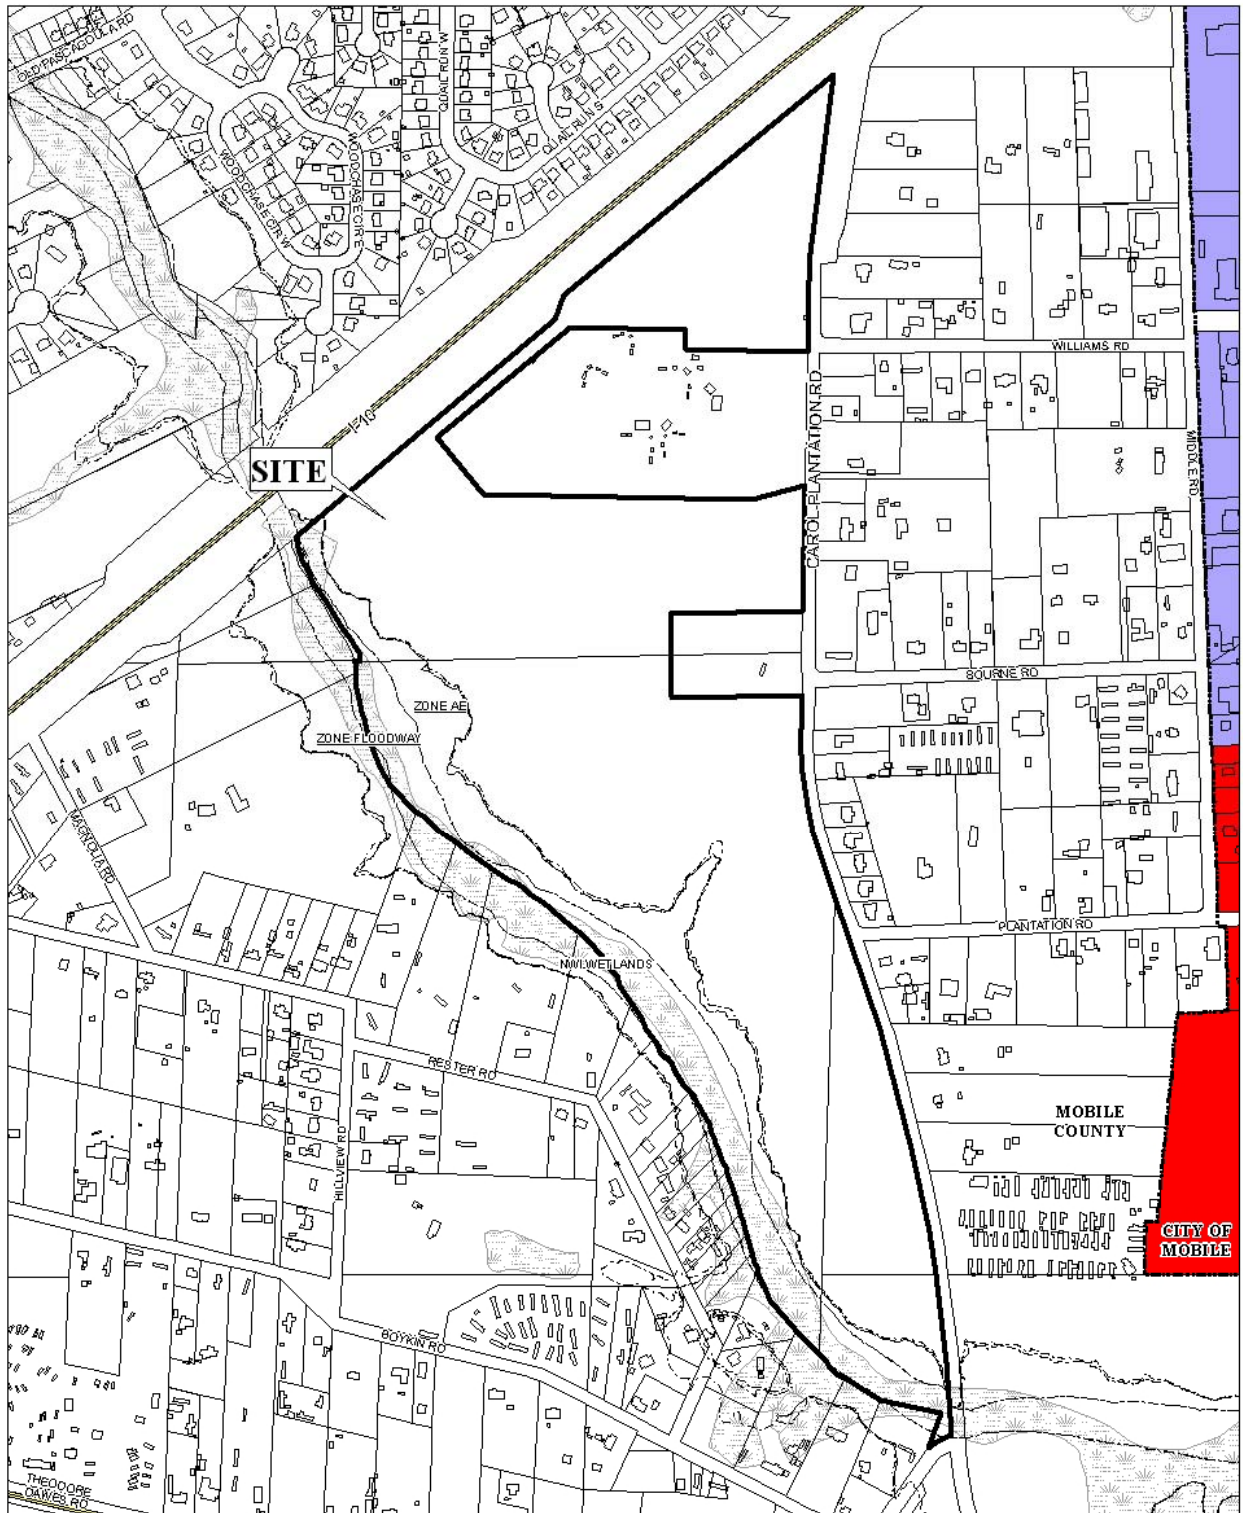 OLD PASCAGOULA RD
QUAIL RUN W
QUAIL RUN S
WOODCHASE CIR E
WOODCHASE CIR W
WILLIAMS RD
I-10
CAROL PLANTATION RD
MIDDLE RD
SITE
BOURNE RD
ZONE AE
ZONE FLOODWAY
MAGNOLIA RD
PLANTATION RD
NWI WETLANDS
RESTER RD
MOBILE
COUNTY
HILLVIEW RD
CITY OF
MOBILE
BOYKIN RD
THEODORE
DAWES RD